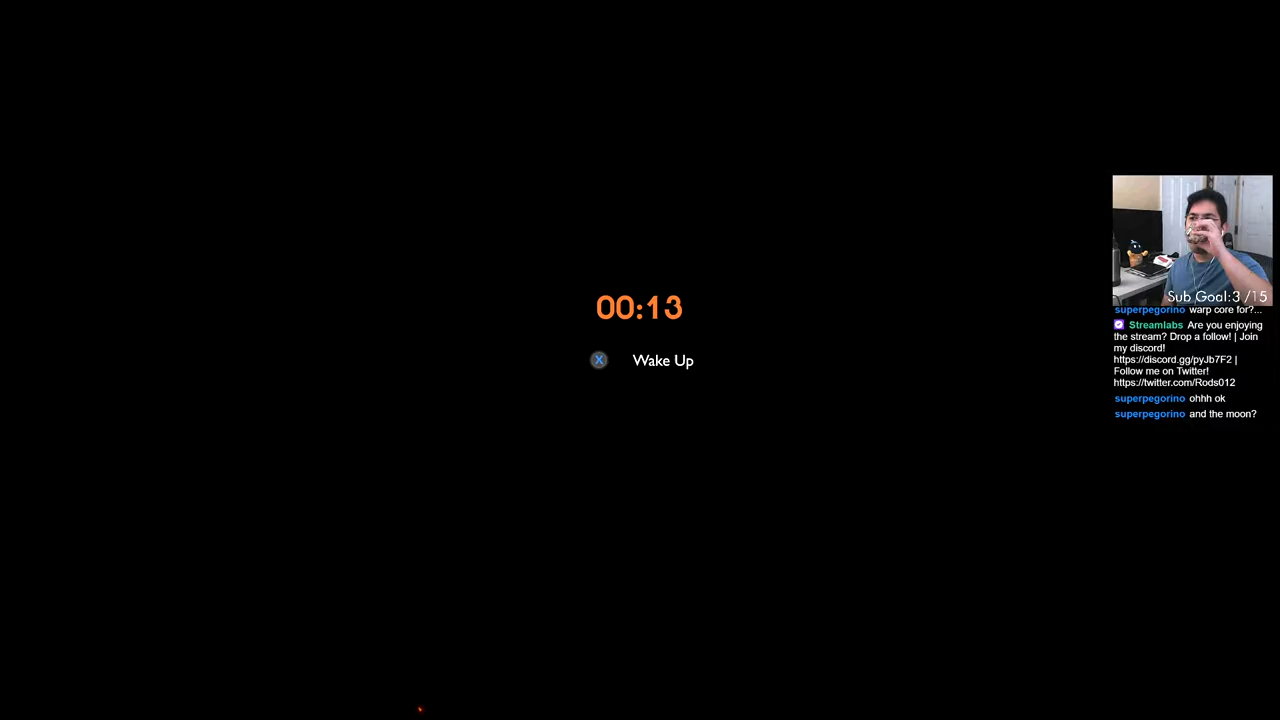 00:13
X Wake Up
Sub Goal:3 /15
superpegorino warp core for?...
Streamlabs Are you enjoying
the stream? Drop a follow! | Join
my discord!
https://discord.gg/pyJb7F2 |
Follow me on Twitter!
https://twitter.com/Rods012
superpegorino ohhh ok
superpegorino and the moon?